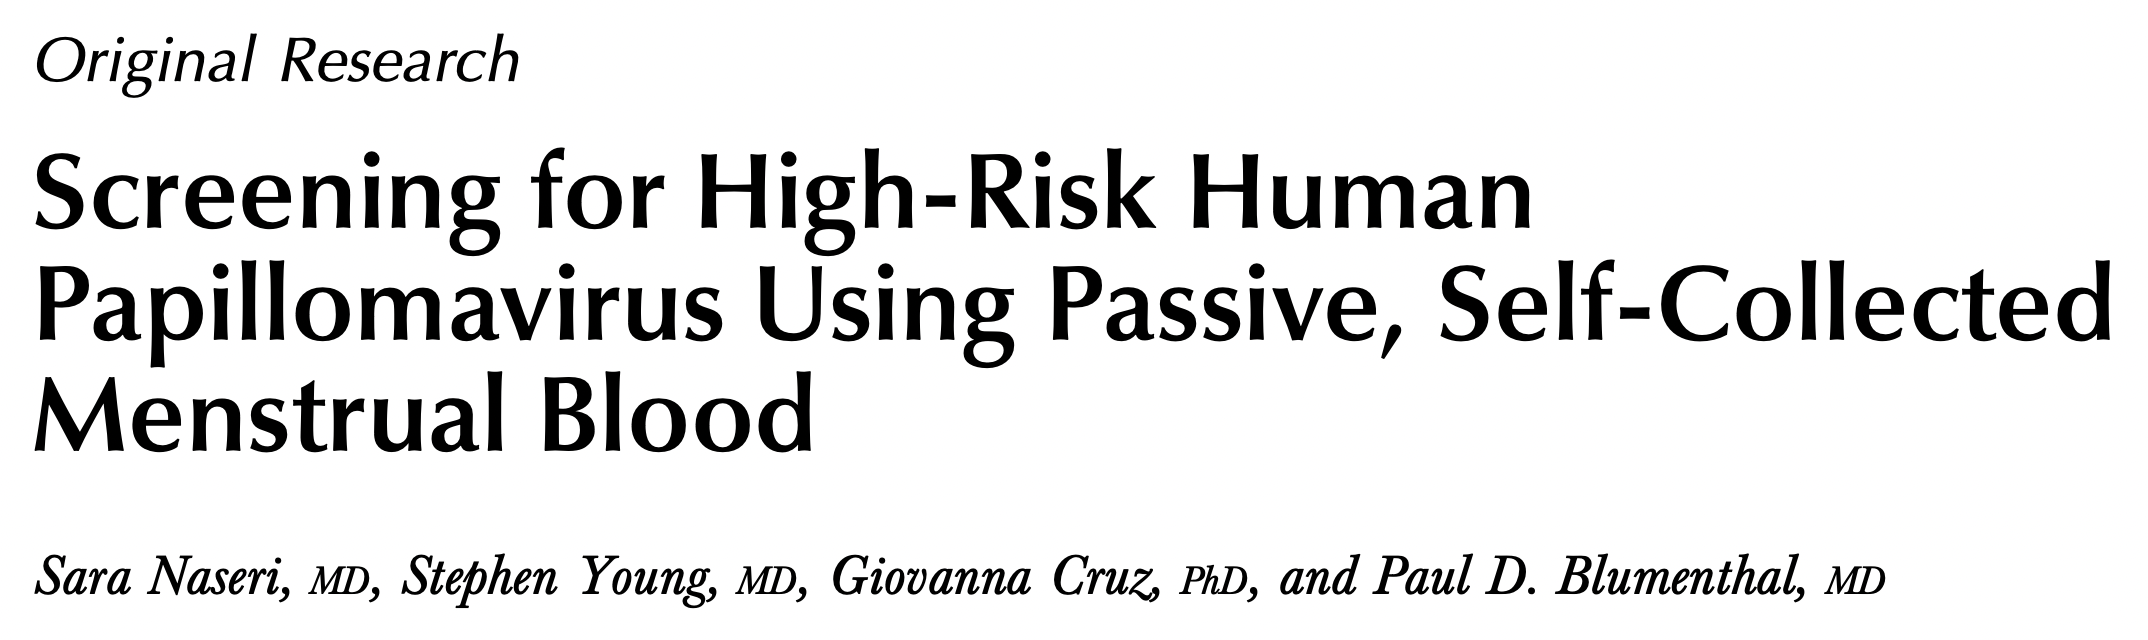 Original Research
Screening for High-Risk Human
Papillomavirus Using Passive, Self-Collected
Menstrual Blood
Sara Naseri, MD, Stephen Young, MD, Giovanna Cruz, PhD, and Paul D. Blumenthal, MD